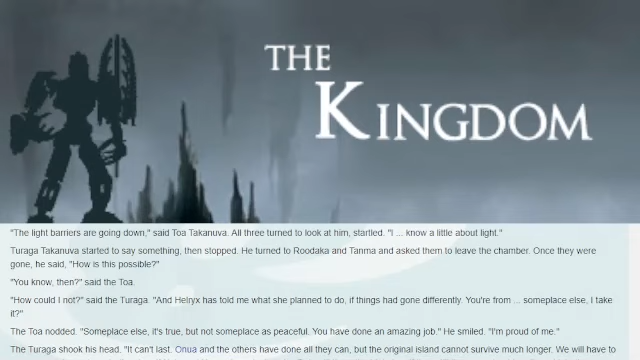 THE
KINGDOM
"The light barriers are going down," said Toa Takanuva. All three turned to look at him, startled. "I ... know a little about light."
Turaga Takanuva started to say something, then stopped. He turned to Roodaka and Tanma and asked them to leave the chamber. Once they were
gone, he said, "How is this possible?"
"You know, then?" said the Toa.
"How could I not?" said the Turaga. "And Helryx has told me what she planned to do, if things had gone differently. You're from ... someplace else, I take
it?"
The Toa nodded. "Someplace else, it's true, but not someplace as peaceful. You have done an amazing job." He smiled. "I'm proud of me."
The Turaga shook his head. "It can't last. Onua and the others have done all they can, but the original island cannot survive much longer. We will have to